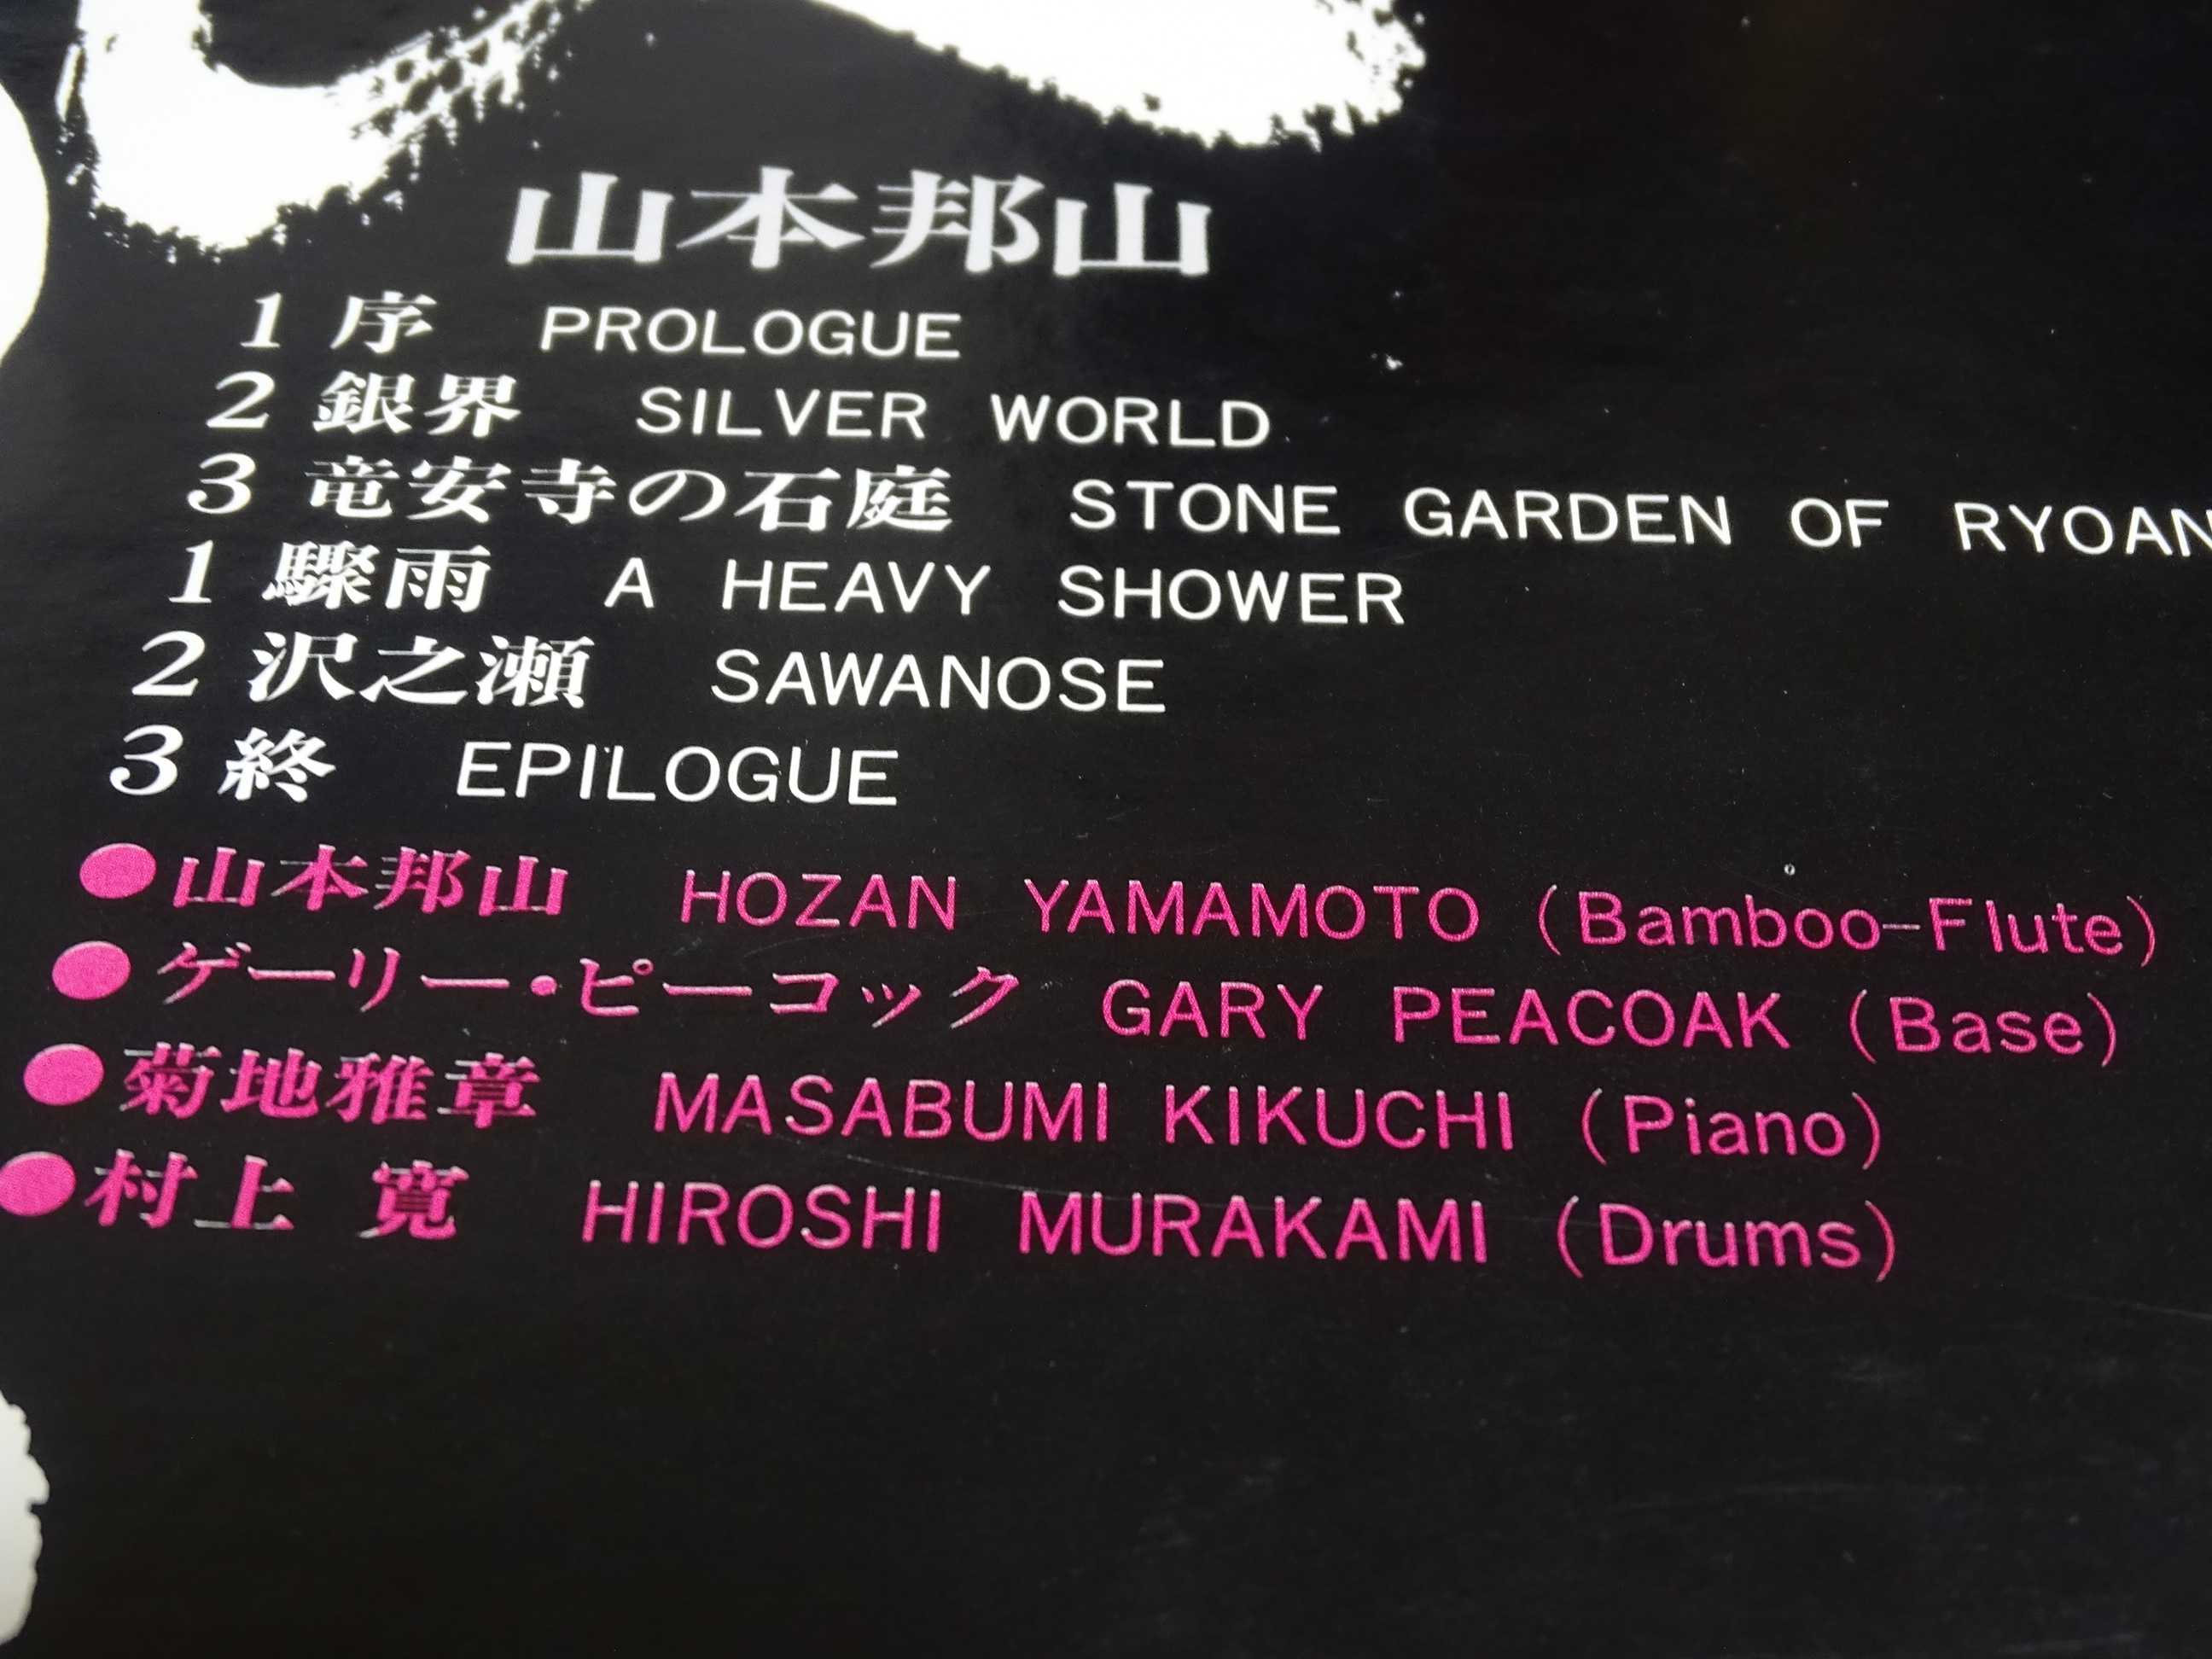 山本邦山
1 序 PROLOGUE
2 銀界 SILVER WORLD
3 竜安寺の石庭 STONE GARDEN OF RYOAN
1 驟雨 A HEAVY SHOWER
2 沢之瀬 SAWANOSE
3 終 EPILOGUE
●山本邦山 HOZAN YAMAMOTO (Bamboo-Flute)
●ゲーリー・ピーコック GARY PEACOAK (Base)
●菊地雅章 MASABUMI KIKUCHI (Piano)
●村上 寛 HIROSHI MURAKAMI (Drums)